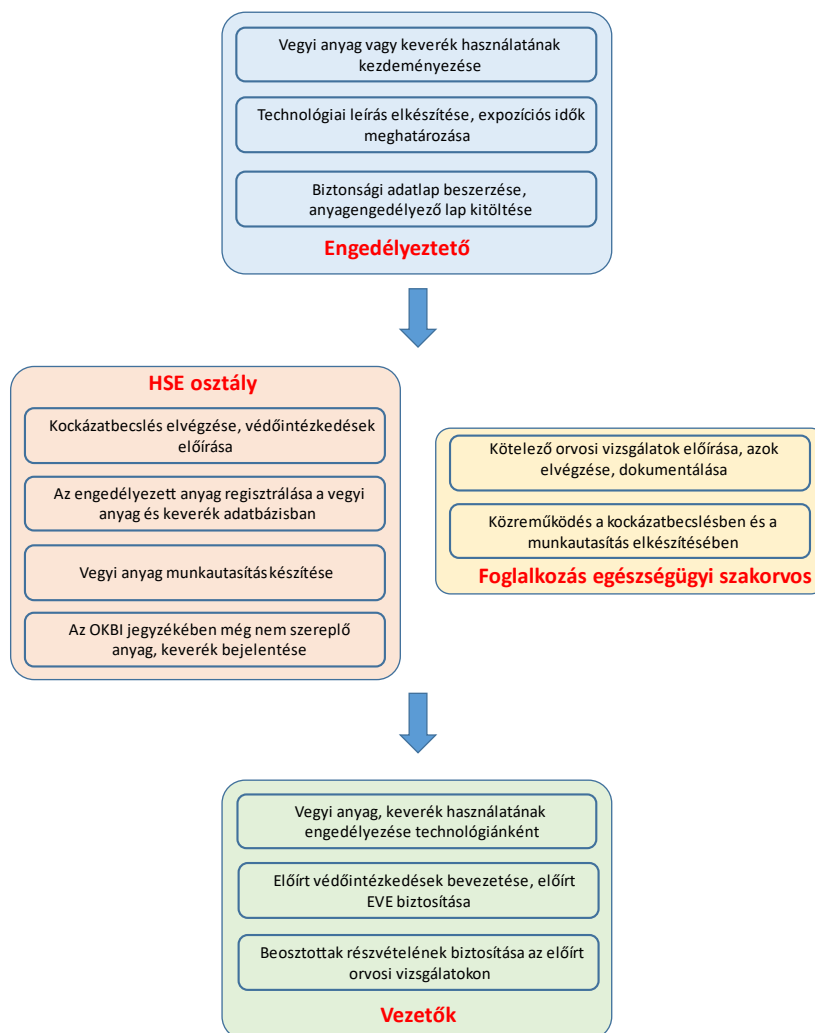 Vegyi anyag vagy keverék használatának
kezdeményezése
Technológiai leírás elkészítése, expozíciós idők
meghatározása
Biztonsági adatlap beszerzése,
anyagengedélyező lap kitöltése
Engedélyeztető
HSE osztály
Kockázatbecslés elvégzése, védőintézkedések
előírása
Az engedélyezett anyag regisztrálása a vegyi
anyag és keverék adatbázisban
Vegyi anyag munkautasítás készítése
Az OKBI jegyzékében még nem szereplő
anyag, keverék bejelentése
Kötelező orvosi vizsgálatok előírása, azok
elvégzése, dokumentálása
Közreműködés a kockázatbecslésben és a
munkautasítás elkészítésében
Foglalkozás egészségügyi szakorvos
Vegyi anyag, keverék használatának
engedélyezése technológiánként
Előírt védőintézkedések bevezetése, előírt
EVE biztosítása
Beosztottak részvételének biztosítása az előírt
orvosi vizsgálatokon
Vezetők